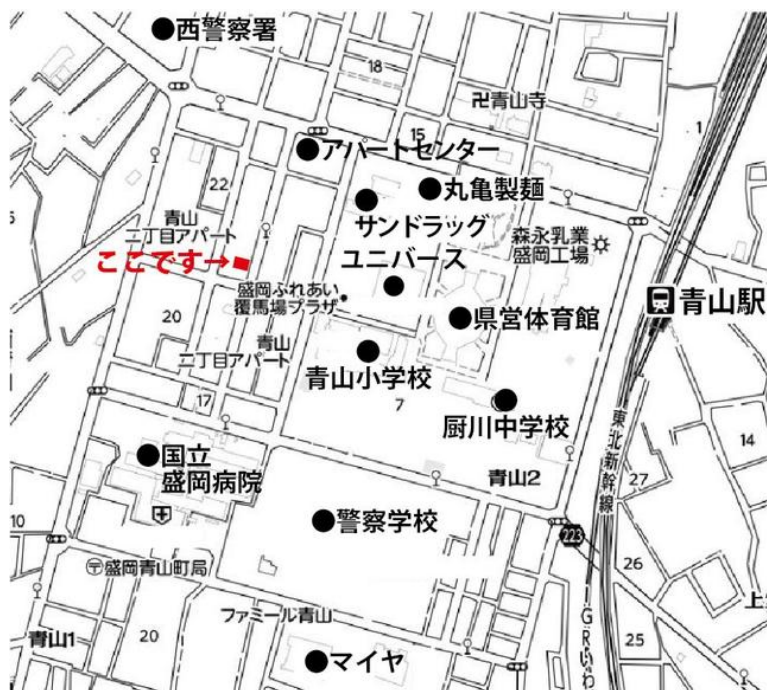 西警察署
18
卍青山寺
アパートセンター
15
1
丸亀製麺
22
サンドラッグ
青山
二丁目アパート
ユニバース
森永乳業
盛岡工場
ここです→
盛岡ふれあい
覆馬場プラザ
青山駅
20
県営体育館
青山
二丁目アパート
青山小学校
17
7
厨川中学校
東北新幹線
14
国立
盛岡病院
青山2
27
10
警察学校
223
〒盛岡青山町局
26
上
ファミール青山
青山1
20
25
IGRいわ
マイヤ